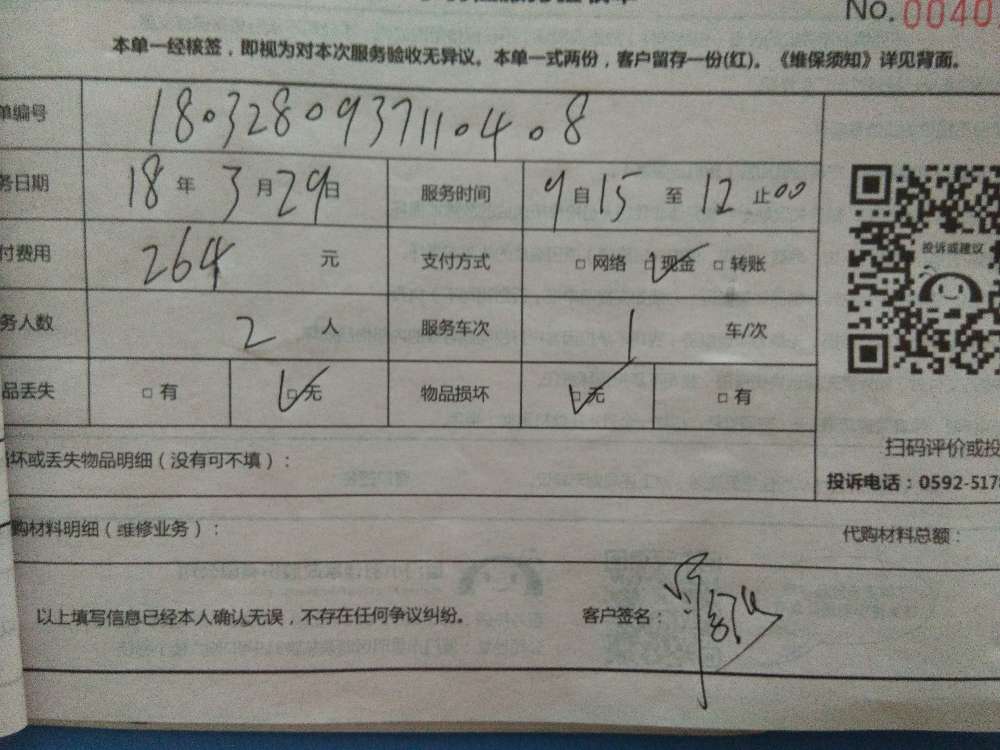 No. 0040
本单一经核签，即视为对本次服务验收无异议。本单一式两份，客户留存一份(红)。《维保须知》详见背面。
单编号 1803280937110408
务日期 18 年 3 月 29 日 服务时间 9 自 15 至 12 止 00
付费用 264 元 支付方式 □ 网络 □ 现金 □ 转账
务人数 2 人 服务车次 1 车/次
品丢失 □ 有 □ 无 物品损坏 □ 无 □ 有
投诉或建议
坏或丢失物品明细（没有可不填）：
扫码评价或投
投诉电话：0592-5178
购材料明细（维修业务）： 代购材料总额：
以上填写信息已经本人确认无误，不存在任何争议纠纷。 客户签名：